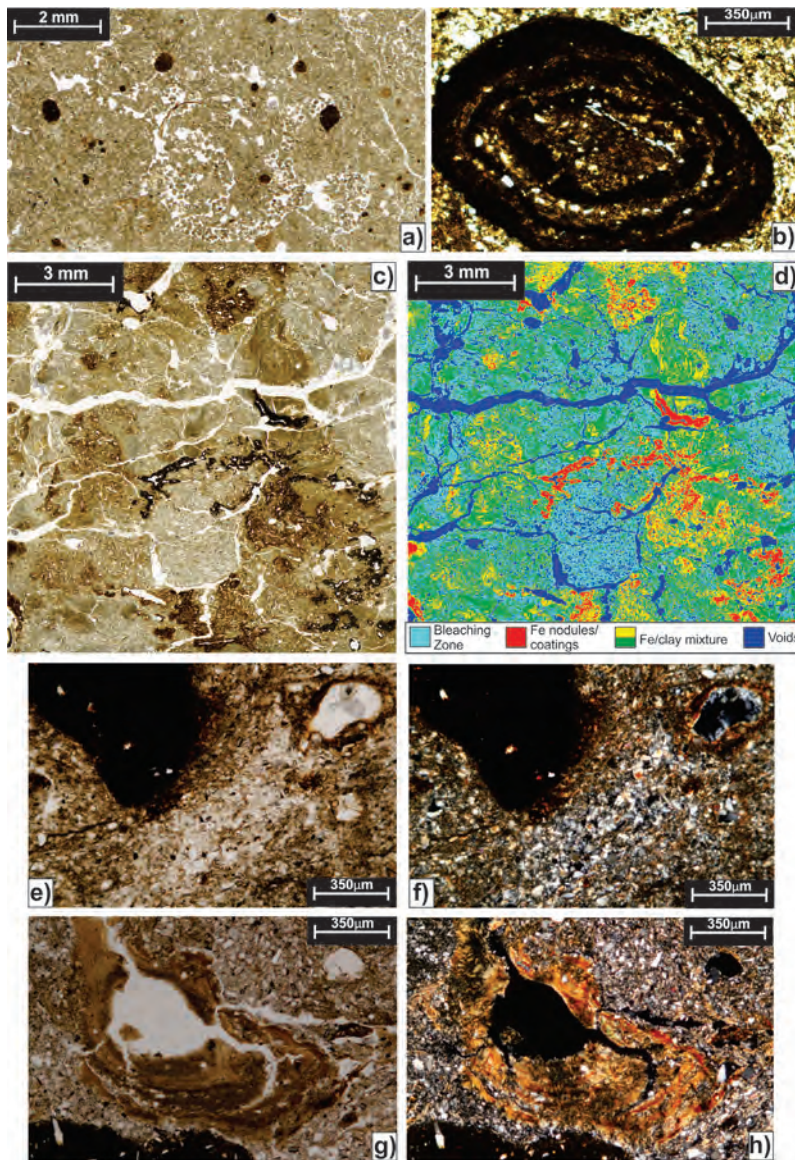 2 mm
350µm
a)
b)
3 mm
c)
3 mm
d)
Bleaching Zone
Fe nodules/ coatings
Fe/clay mixture
Voids
e)
350µm
f)
350µm
350µm
g)
350µm
h)